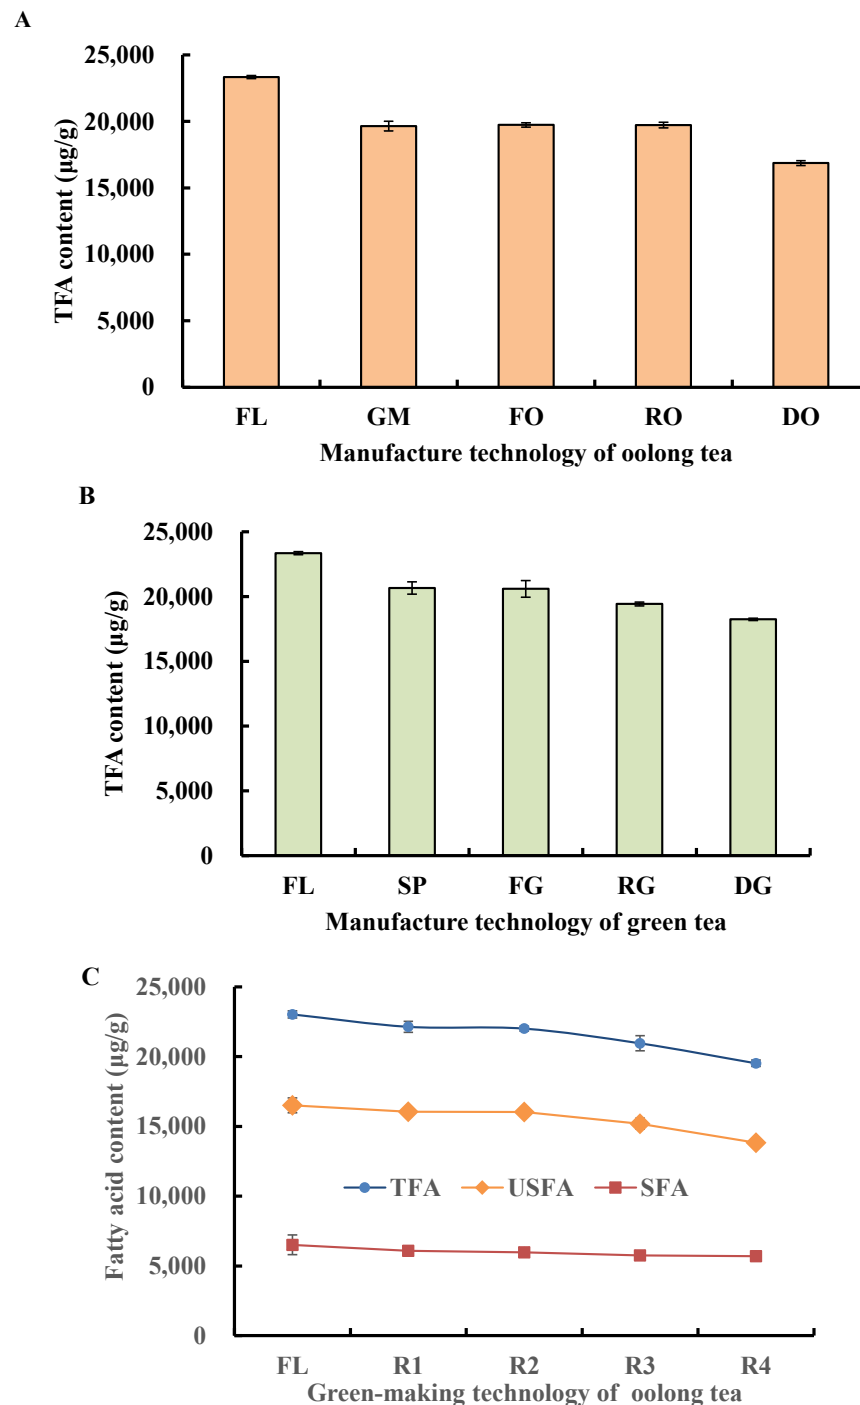 A
25,000
20,000
15,000
10,000
5,000
0
TFA content (µg/g)
FL GM FO RO DO
Manufacture technology of oolong tea
B
25,000
20,000
15,000
10,000
5,000
0
TFA content (µg/g)
FL SP FG RG DG
Manufacture technology of green tea
C
25,000
20,000
15,000
10,000
5,000
0
Fatty acid content (µg/g)
TFA USFA SFA
FL R1 R2 R3 R4
Green-making technology of oolong tea